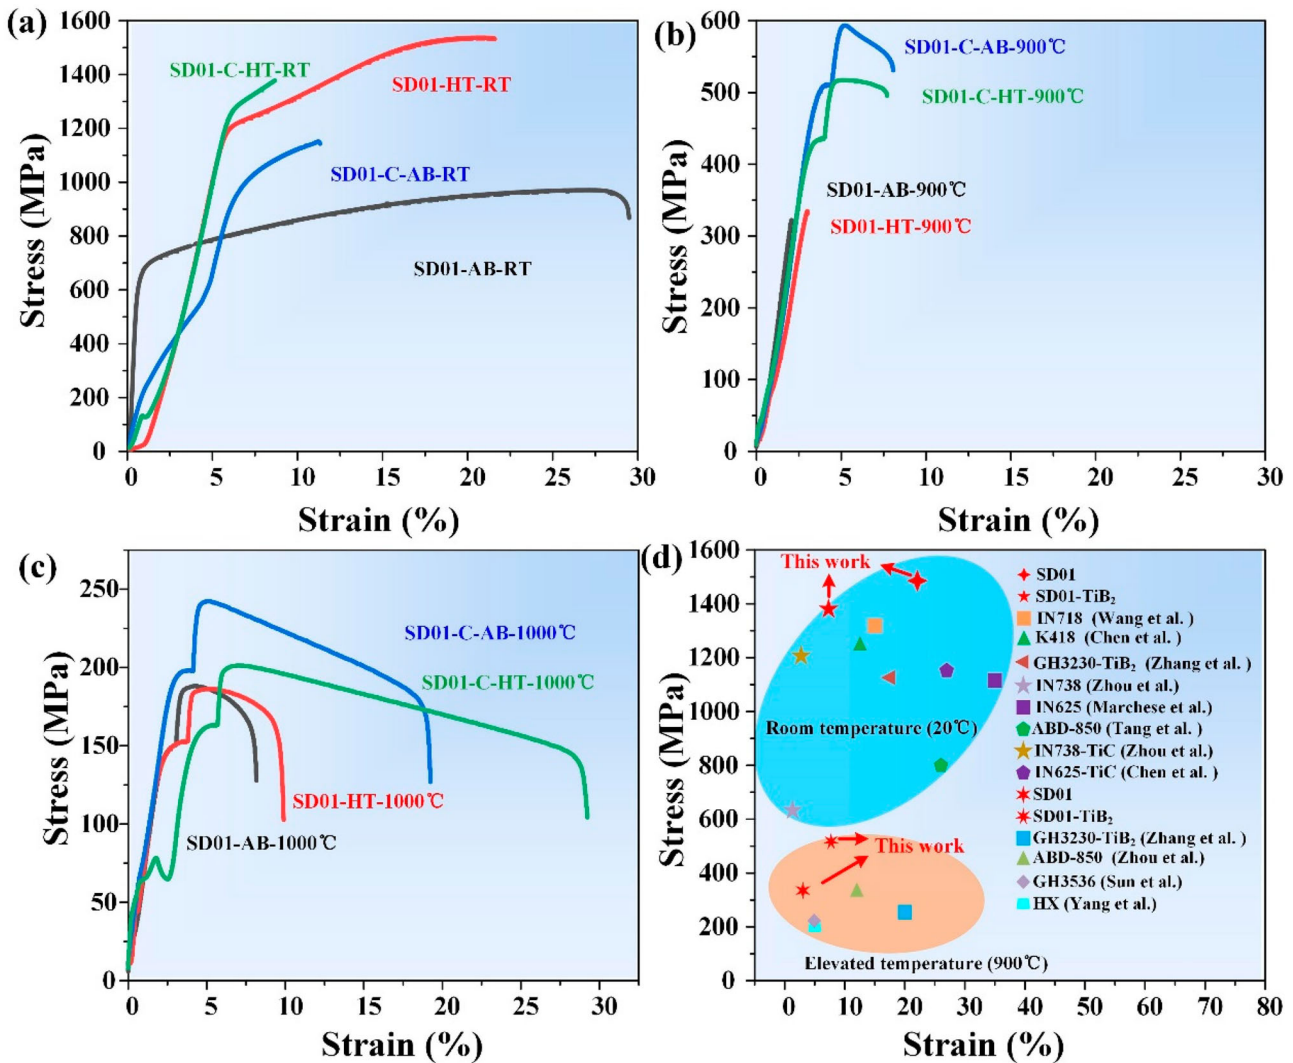 (a)
1600
1400
1200
1000
800
600
400
200
0
Stress (MPa)
SD01-C-HT-RT
SD01-HT-RT
SD01-C-AB-RT
SD01-AB-RT
0 5 10 15 20 25 30
Strain (%)
(b)
600
500
400
300
200
100
0
Stress (MPa)
SD01-C-AB-900℃
SD01-C-HT-900℃
SD01-AB-900℃
SD01-HT-900℃
0 5 10 15 20 25 30
Strain (%)
(c)
250
200
150
100
50
0
Stress (MPa)
SD01-C-AB-1000℃
SD01-C-HT-1000℃
SD01-HT-1000℃
SD01-AB-1000℃
0 5 10 15 20 25 30
Strain (%)
(d)
1600
1400
1200
1000
800
600
400
200
0
Stress (MPa)
This work
Room temperature (20℃)
This work
Elevated temperature (900℃)
SD01
SD01-TiB₂
IN718 (Wang et al. )
K418 (Chen et al. )
GH3230-TiB₂ (Zhang et al. )
IN738 (Zhou et al. )
IN625 (Marchese et al.)
ABD-850 (Tang et al. )
IN738-TiC (Zhou et al. )
IN625-TiC (Chen et al. )
SD01
SD01-TiB₂
GH3230-TiB₂ (Zhang et al. )
ABD-850 (Zhou et al.)
GH3536 (Sun et al.)
HX (Yang et al.)
0 10 20 30 40 50 60 70 80
Strain (%)